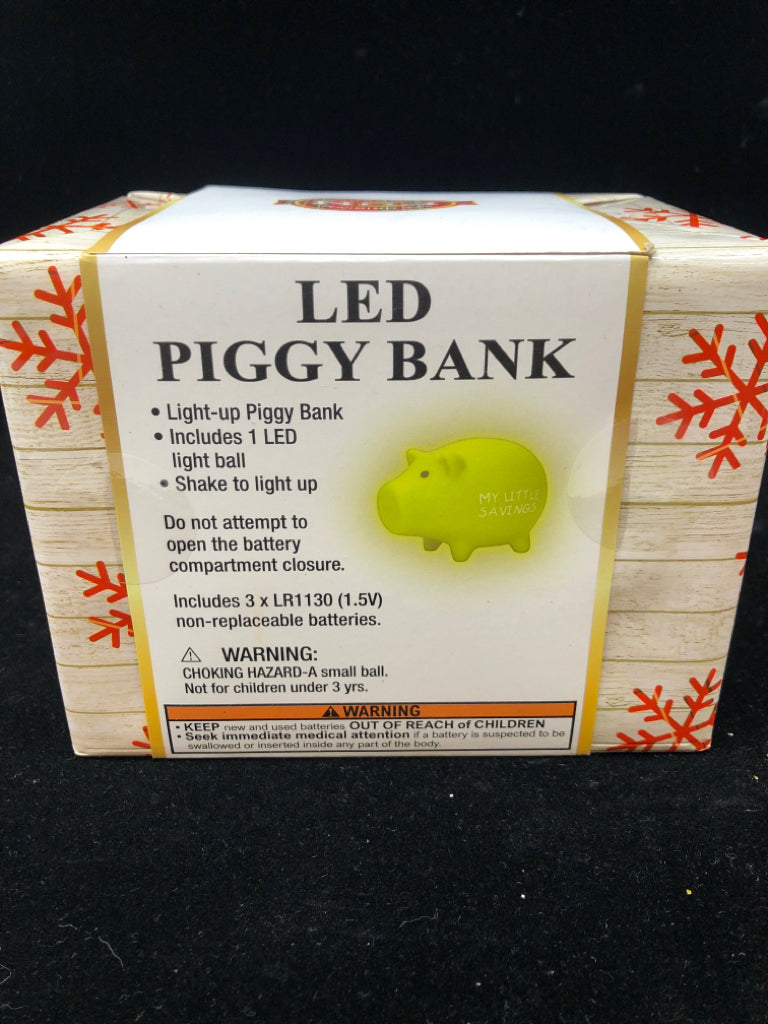 LED
PIGGY BANK
• Light-up Piggy Bank
• Includes 1 LED
light ball
• Shake to light up
MY LITTLE
SAVINGS
Do not attempt to
open the battery
compartment closure.
Includes 3 x LR1130 (1.5V)
non-replaceable batteries.
⚠ WARNING:
CHOKING HAZARD-A small ball.
Not for children under 3 yrs.
⚠ WARNING
• KEEP new and used batteries OUT OF REACH of CHILDREN
• Seek immediate medical attention if a battery is suspected to be
swallowed or inserted inside any part of the body.